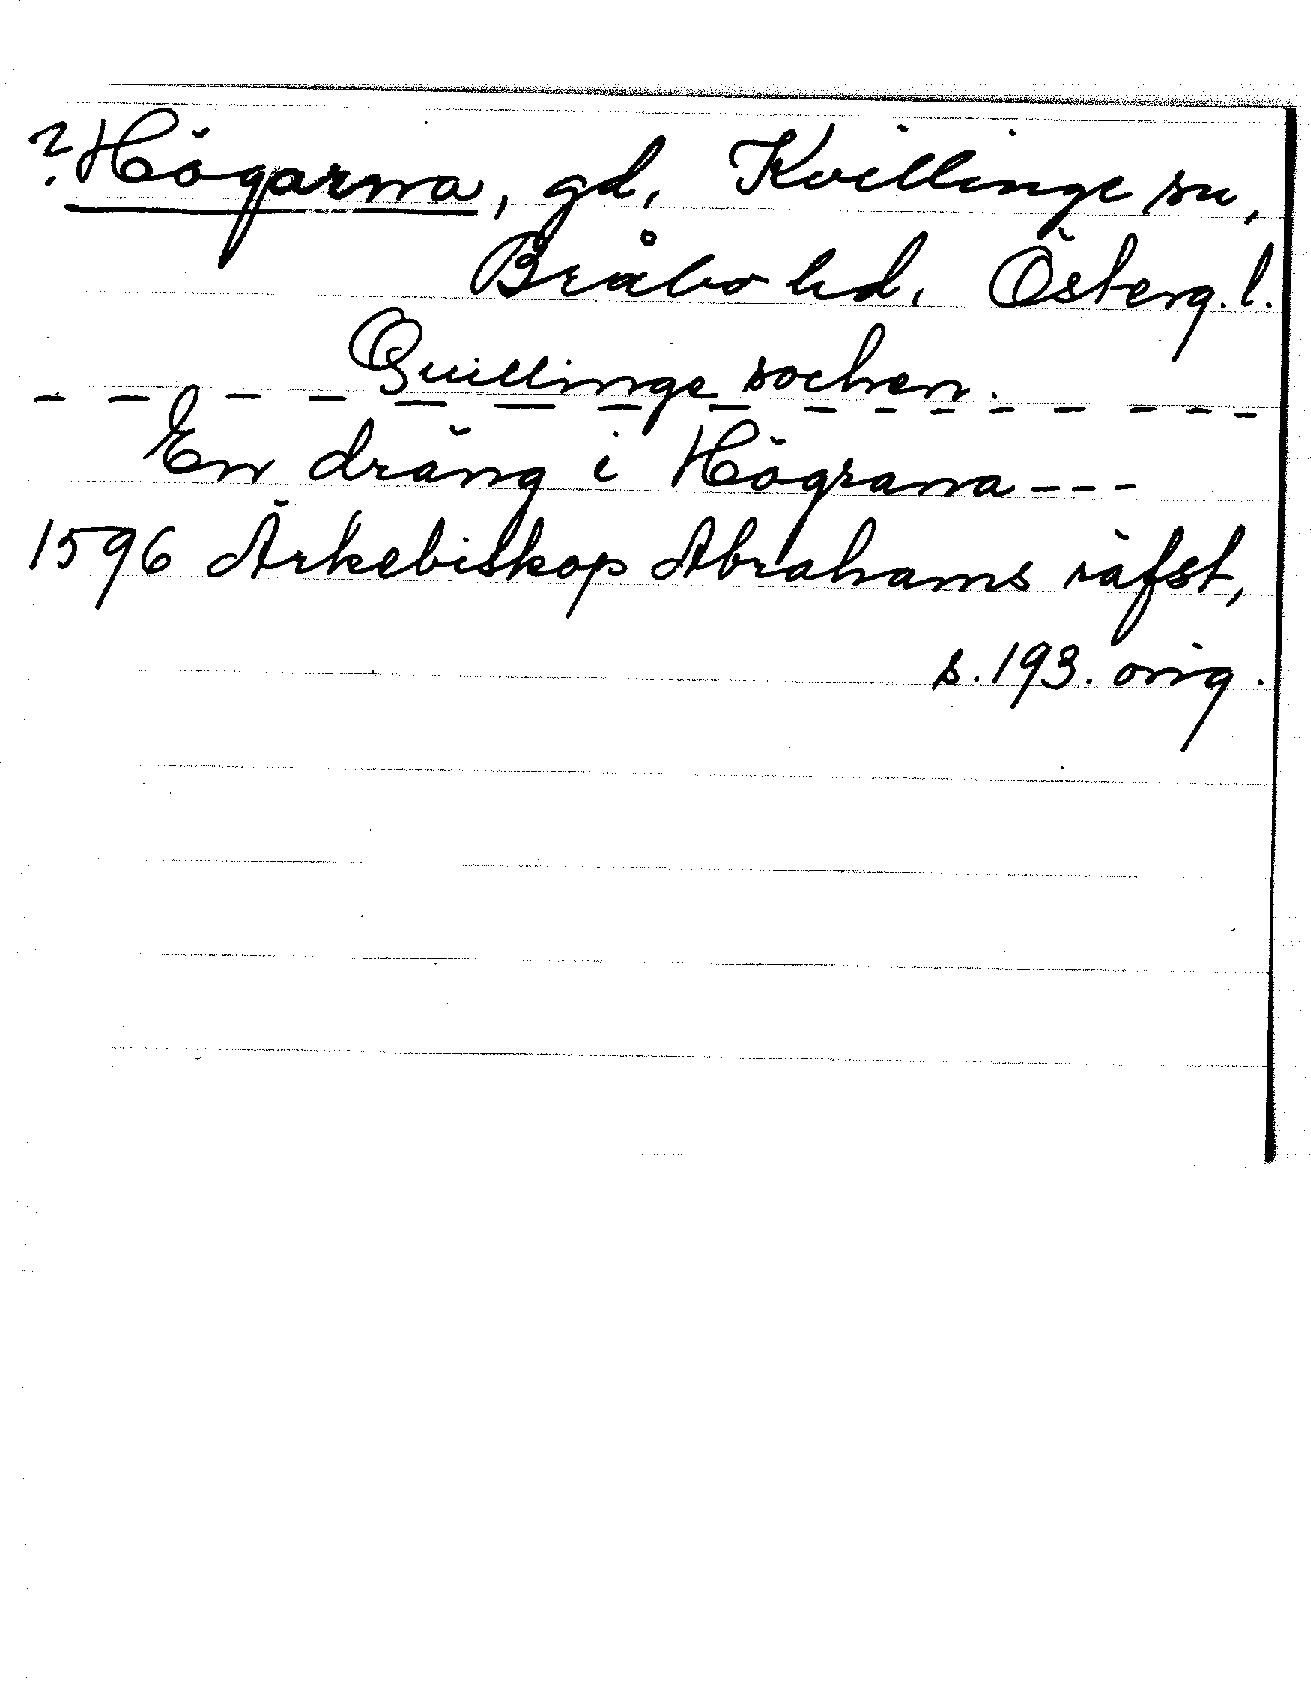 ? Högarna, gd, Kvillinge sn,
Bråbo hd, Österg. l.
Quillinge sochen.
- - - - - - - - - - - - - - -
En dräng i Högrana ---
1596 Ärkebiskop Abrahams räfst,
s. 193. orig.